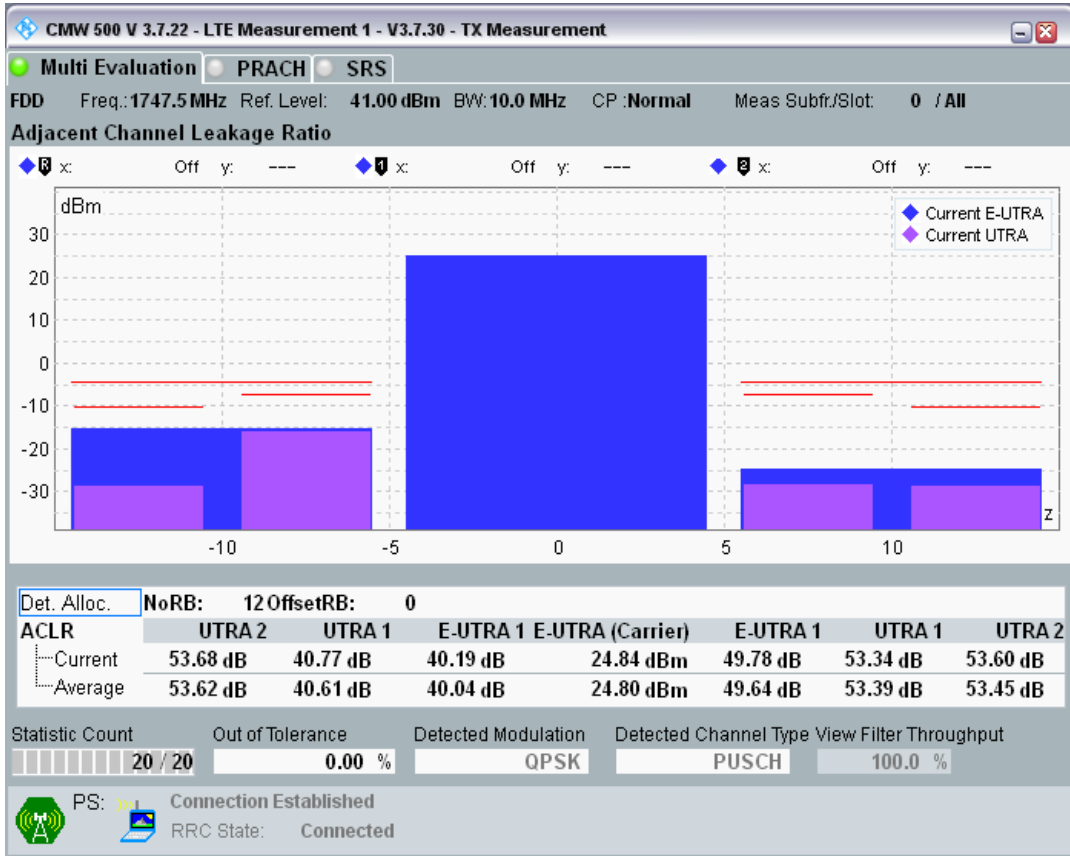 CMW 500 V 3.7.22 - LTE Measurement 1 - V3.7.30 - TX Measurement
Multi Evaluation PRACH SRS
FDD Freq.: 1747.5 MHz Ref. Level: 41.00 dBm BW: 10.0 MHz CP : Normal Meas Subfr./Slot: 0 / All
Adjacent Channel Leakage Ratio
R x: Off y: --- 1 x: Off y: --- 2 x: Off y: ---
dBm
Current E-UTRA
Current UTRA
30
20
10
0
-10
-20
-30
z
-10 -5 0 5 10
Det. Alloc. NoRB: 12 OffsetRB: 0
ACLR UTRA 2 UTRA 1 E-UTRA 1 E-UTRA (Carrier) E-UTRA 1 UTRA 1 UTRA 2
Current 53.68 dB 40.77 dB 40.19 dB 24.84 dBm 49.78 dB 53.34 dB 53.60 dB
Average 53.62 dB 40.61 dB 40.04 dB 24.80 dBm 49.64 dB 53.39 dB 53.45 dB
Statistic Count Out of Tolerance Detected Modulation Detected Channel Type View Filter Throughput
20 / 20 0.00 % QPSK PUSCH 100.0 %
PS: Connection Established
RRC State: Connected